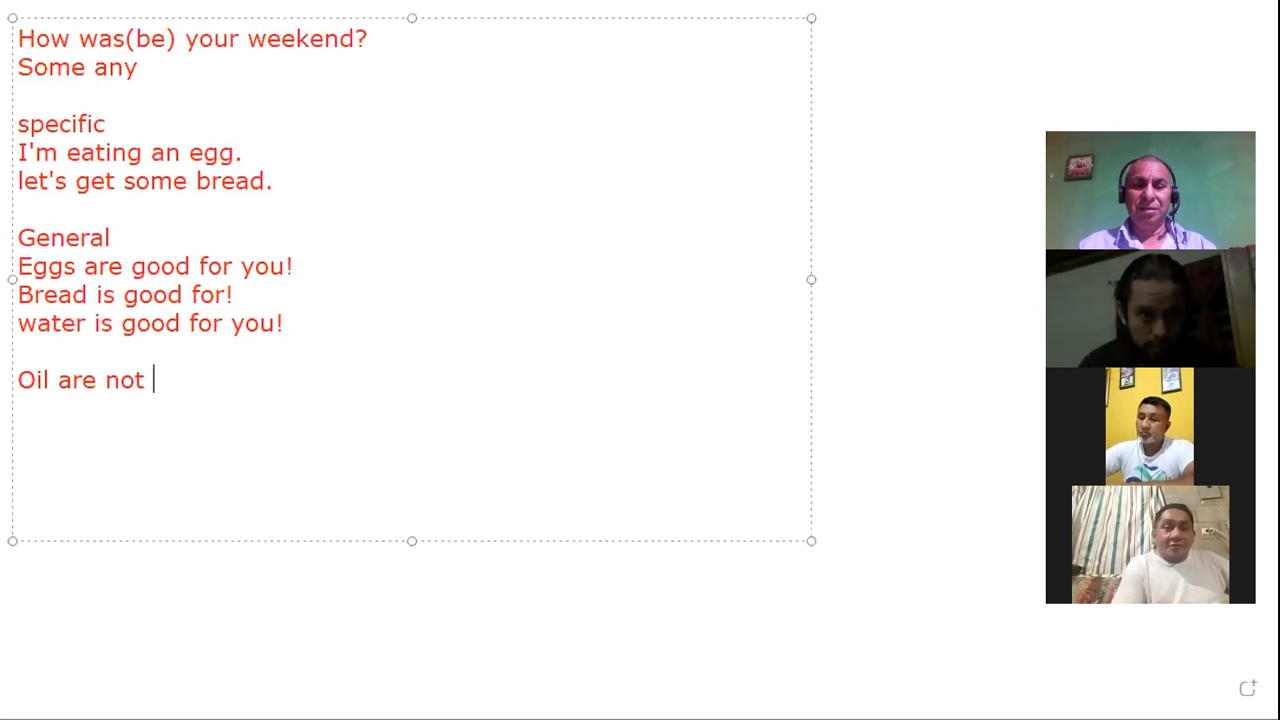 How was(be) your weekend?
Some any
specific
I'm eating an egg.
let's get some bread.
General
Eggs are good for you!
Bread is good for!
water is good for you!
Oil are not